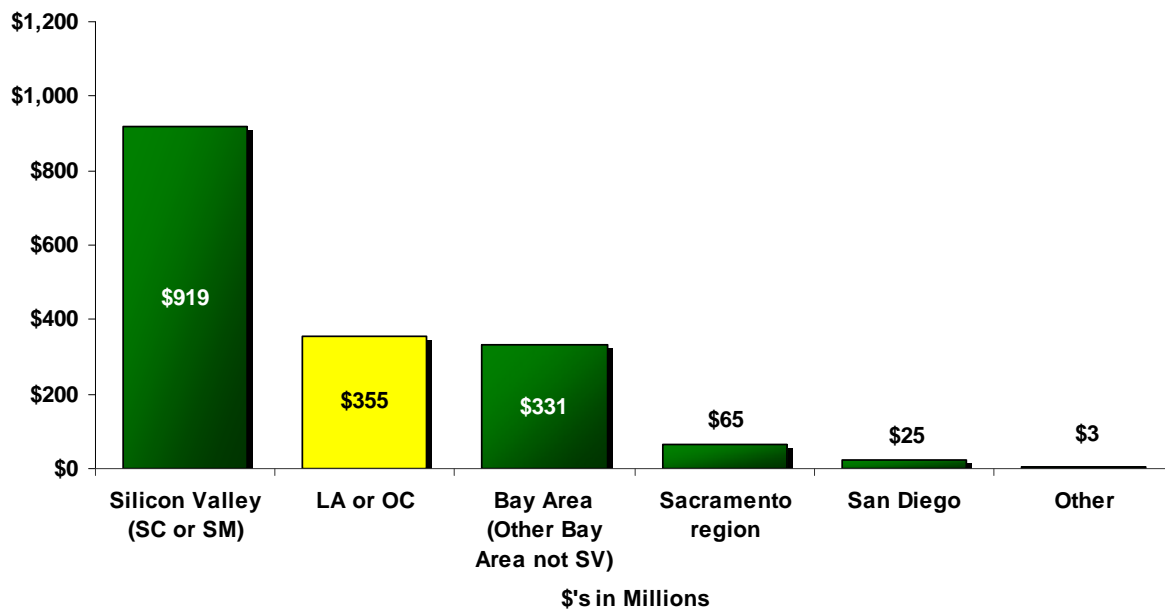 $1,200
$1,000
$800
$600
$400
$200
$0
$919
$355
$331
$65
$25
$3
Silicon Valley
(SC or SM)
LA or OC
Bay Area
(Other Bay
Area not SV)
Sacramento
region
San Diego
Other
$'s in Millions